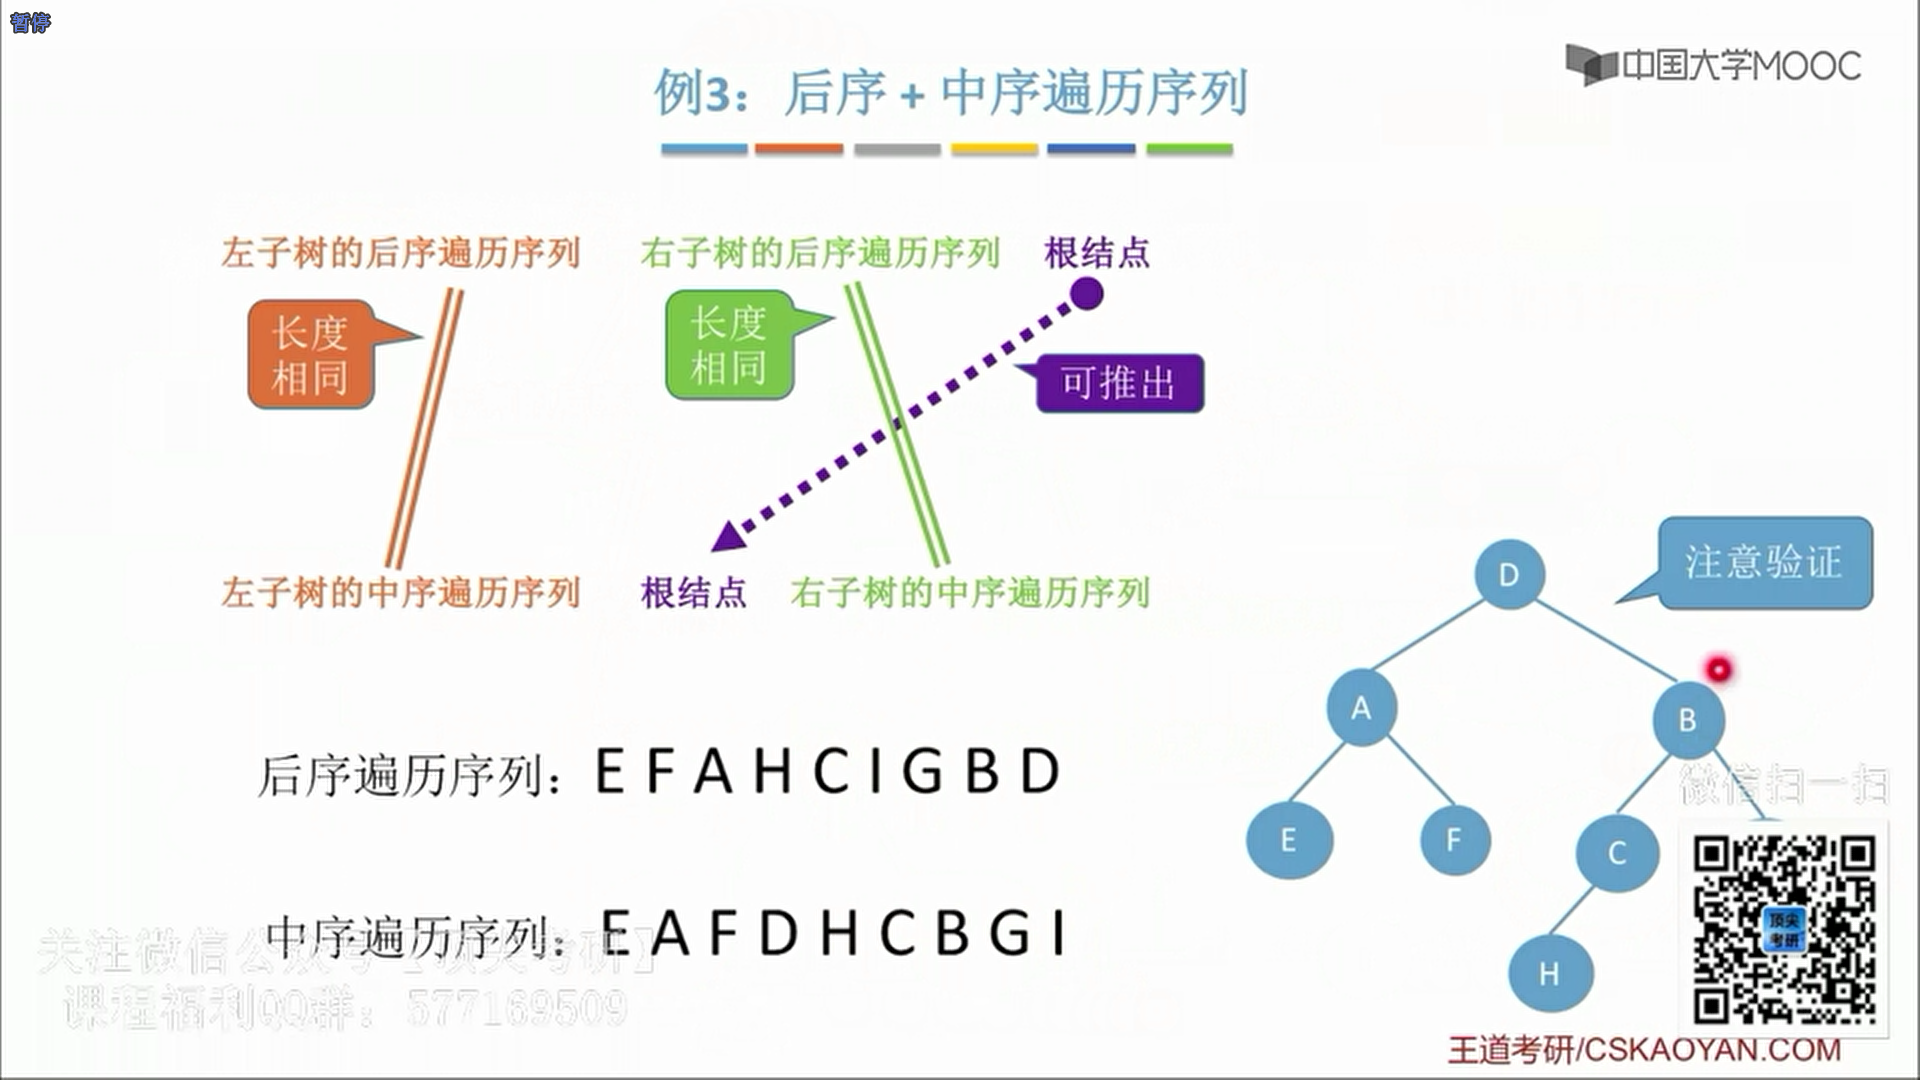 暂停
中国大学MOOC
例3：后序 + 中序遍历序列
左子树的后序遍历序列 右子树的后序遍历序列 根结点
长度
相同
长度
相同
可推出
左子树的中序遍历序列 根结点 右子树的中序遍历序列
注意验证
D
A
B
E
F
C
H
后序遍历序列：E F A H C I G B D
中序遍历序列：E A F D H C B G I
微信扫一扫
顶尖
考研
关注微信公众号【顶尖考研】
课程福利QQ群：577169509
王道考研/CSKAOYAN.COM